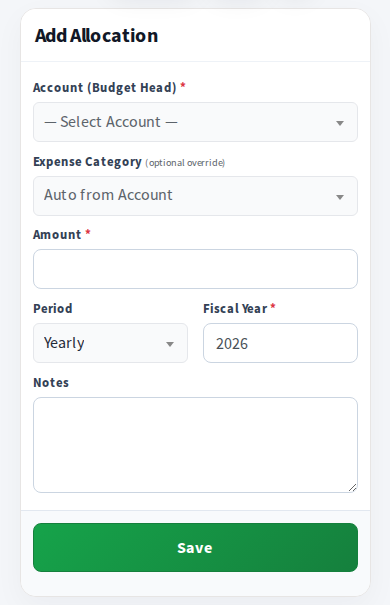 Add Allocation
Account (Budget Head) *
— Select Account —
Expense Category (optional override)
Auto from Account
Amount *
Period Fiscal Year *
Yearly 2026
Notes
Save